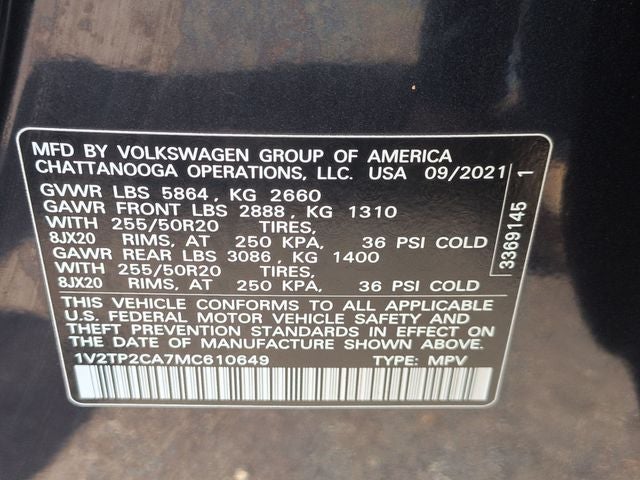 MFD BY VOLKSWAGEN GROUP OF AMERICA
CHATTANOOGA OPERATIONS, LLC. USA 09/2021
GVWR LBS 5864 , KG 2660
GAWR FRONT LBS 2888 , KG 1310
WITH 255/50R20 TIRES,
8JX20 RIMS, AT 250 KPA, 36 PSI COLD
GAWR REAR LBS 3086 , KG 1400
WITH 255/50R20 TIRES,
8JX20 RIMS, AT 250 KPA, 36 PSI COLD
THIS VEHICLE CONFORMS TO ALL APPLICABLE
U.S. FEDERAL MOTOR VEHICLE SAFETY AND
THEFT PREVENTION STANDARDS IN EFFECT ON
THE DATE OF MANUFACTURE SHOWN ABOVE.
1V2TP2CA7MC610649 TYPE: MPV
3369145 1